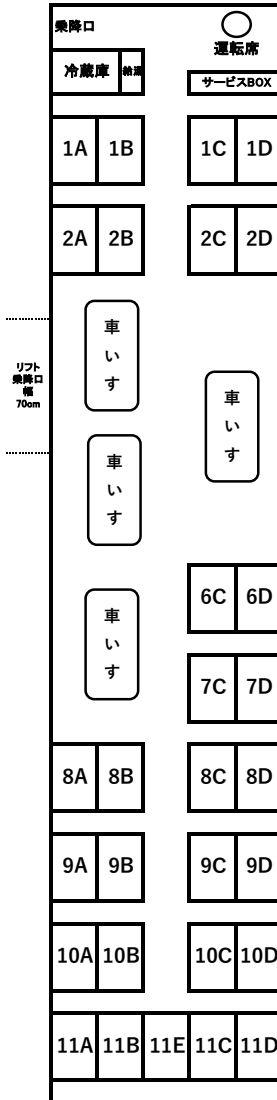 乗降口
運転席
冷蔵庫 給湯
サービスBOX
1A 1B 1C 1D
2A 2B 2C 2D
車いす
リフト
乗降口
幅
70cm
車いす
車いす
車いす
6C 6D
7C 7D
8A 8B 8C 8D
9A 9B 9C 9D
10A 10B 10C 10D
11A 11B 11E 11C 11D